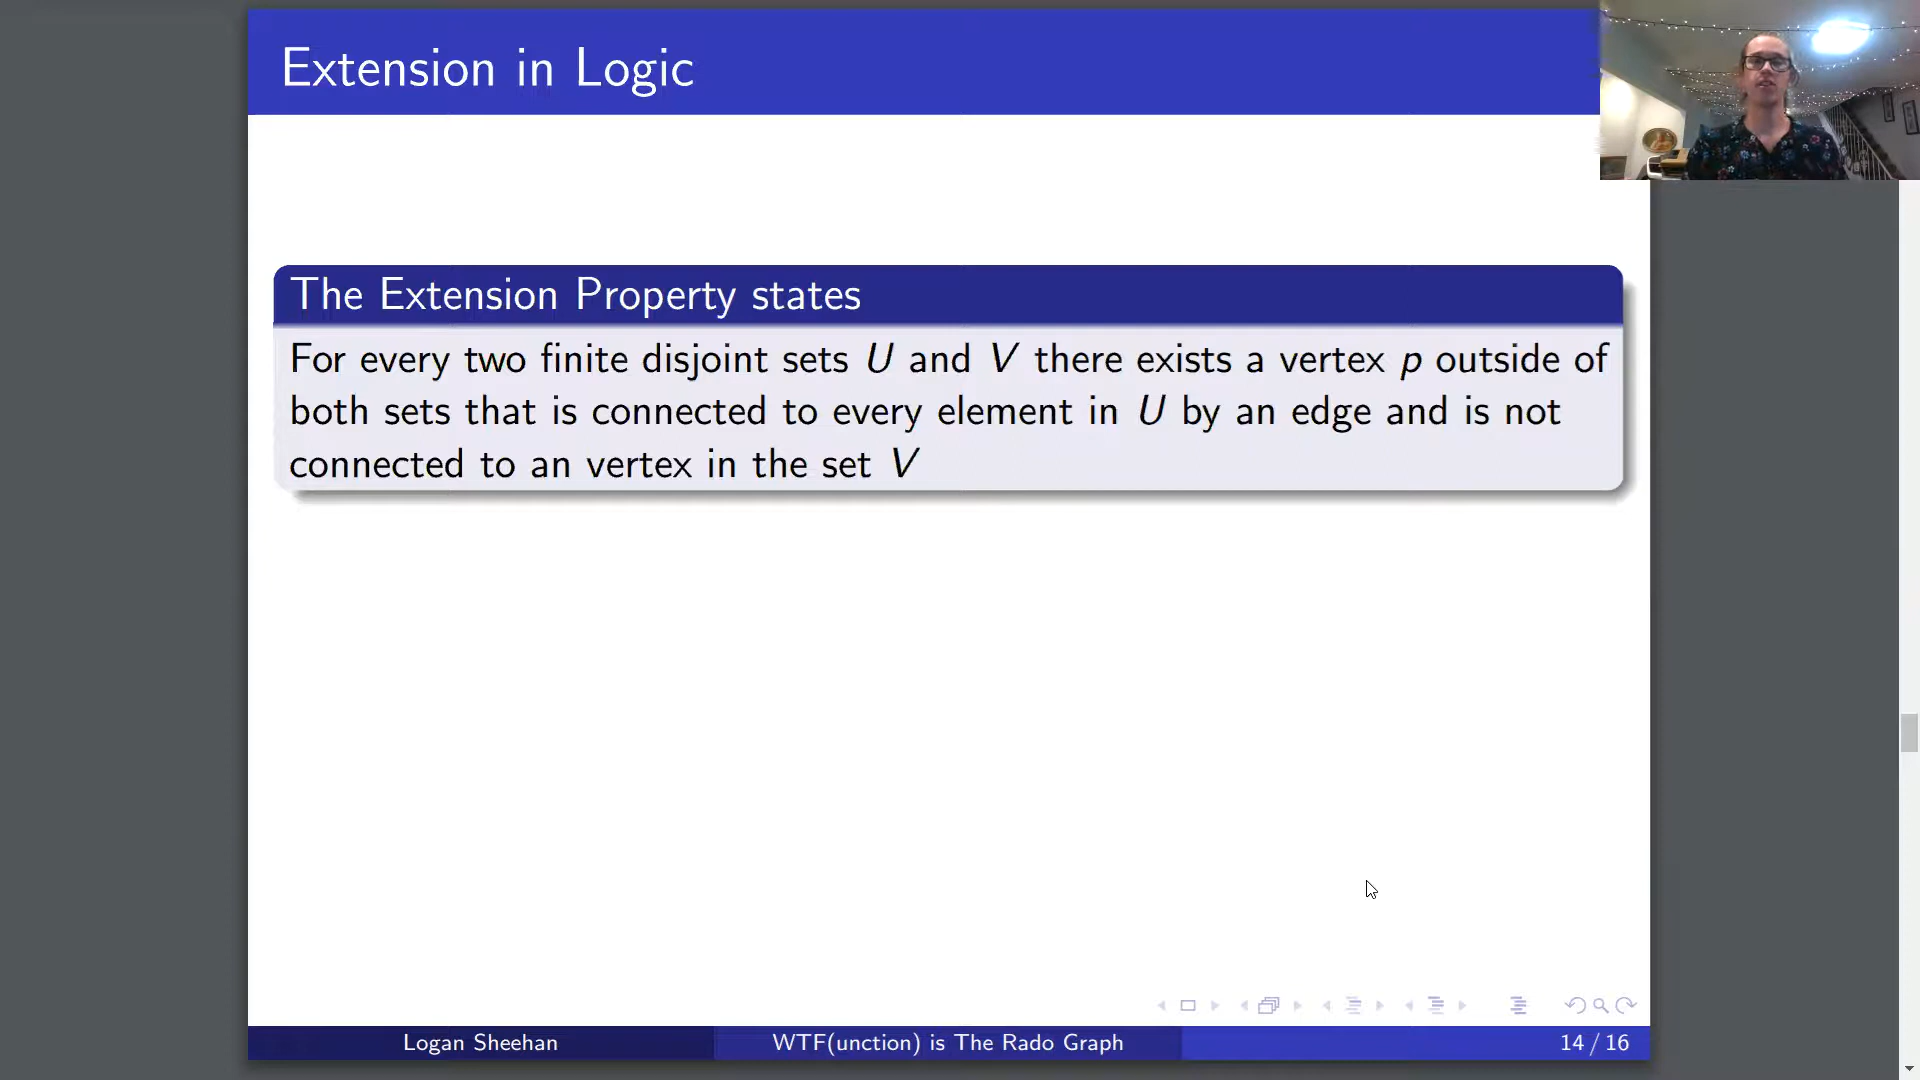 Extension in Logic
The Extension Property states
For every two finite disjoint sets U and V there exists a vertex p outside of
both sets that is connected to every element in U by an edge and is not
connected to an vertex in the set V
Logan Sheehan
WTF(unction) is The Rado Graph
14 / 16